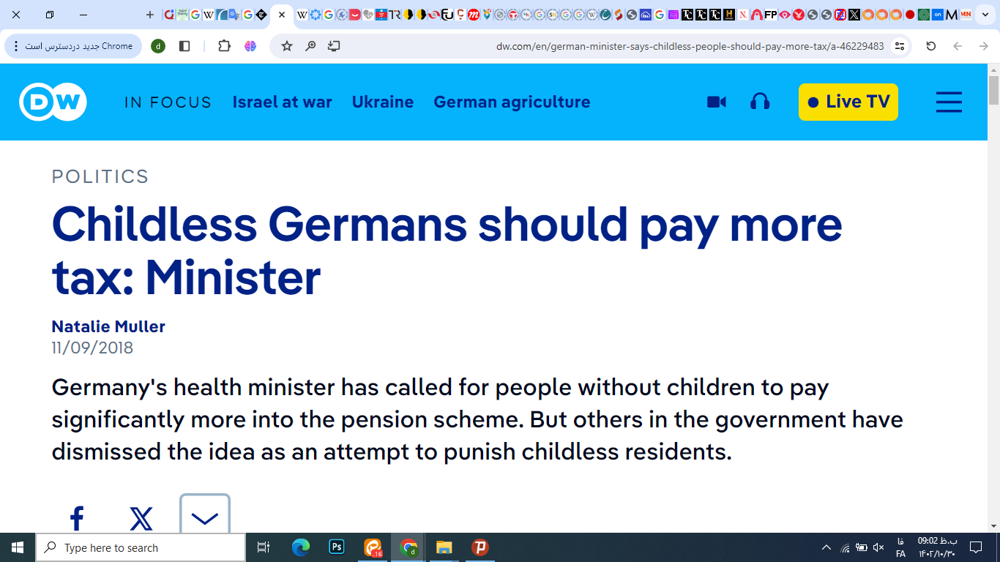 Chrome جدید دردسترس است
dw.com/en/german-minister-says-childless-people-should-pay-more-tax/a-46229483
DW
IN FOCUS
Israel at war
Ukraine
German agriculture
Live TV
POLITICS
Childless Germans should pay more
tax: Minister
Natalie Muller
11/09/2018
Germany's health minister has called for people without children to pay
significantly more into the pension scheme. But others in the government have
dismissed the idea as an attempt to punish childless residents.
Type here to search
Ps
فا
FA
09:02 ب.ظ
۱۴۰۲/۱۰/۳۰